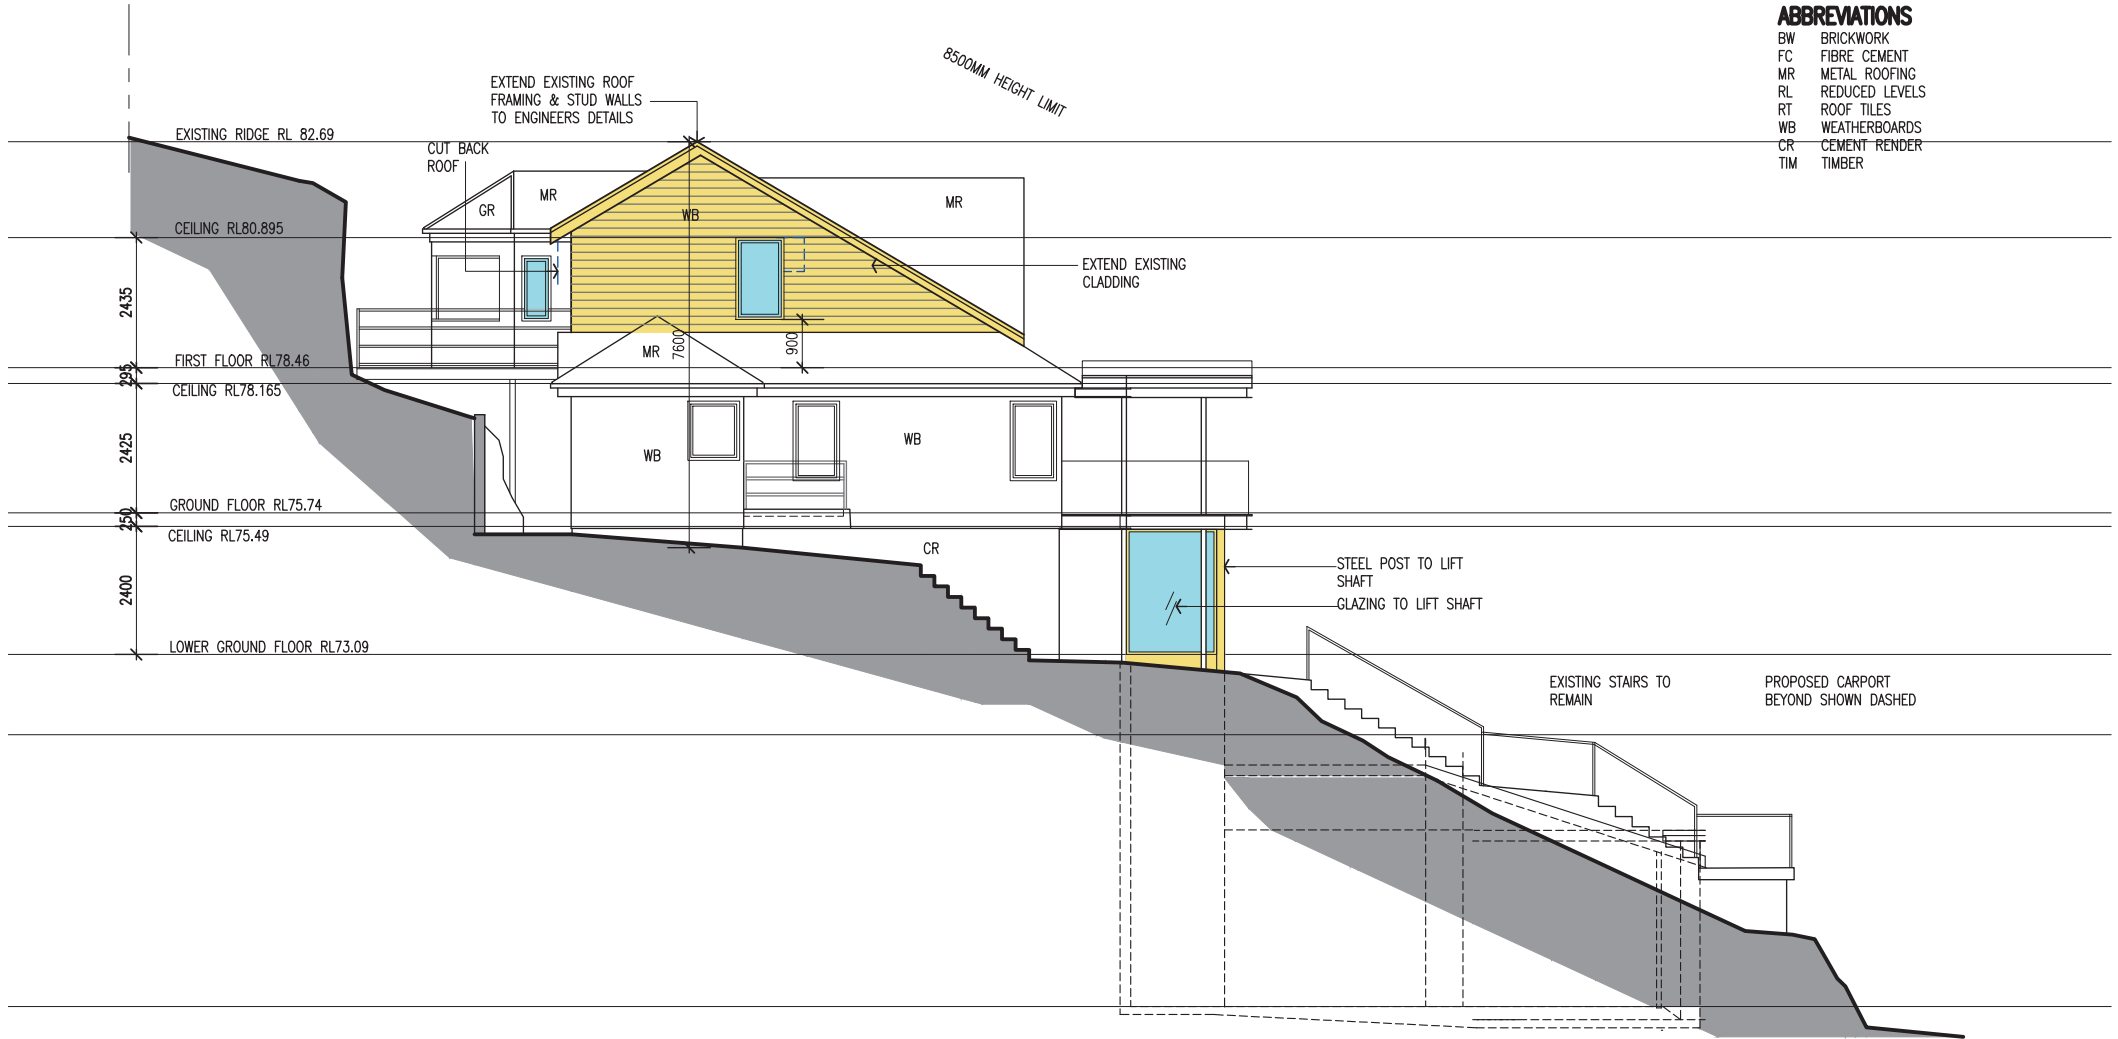 ABBREVIATIONS
BW BRICKWORK
FC FIBRE CEMENT
MR METAL ROOFING
RL REDUCED LEVELS
RT ROOF TILES
WB WEATHERBOARDS
CR CEMENT RENDER
TIM TIMBER
8500MM HEIGHT LIMIT
EXTEND EXISTING ROOF
FRAMING & STUD WALLS
TO ENGINEERS DETAILS
EXISTING RIDGE RL 82.69
CUT BACK
ROOF
MR
GR
WB
MR
CEILING RL80.895
EXTEND EXISTING
CLADDING
2435
7600
900
MR
FIRST FLOOR RL78.46
295
CEILING RL78.165
2425
WB
WB
GROUND FLOOR RL75.74
250
CEILING RL75.49
CR
2400
STEEL POST TO LIFT
SHAFT
GLAZING TO LIFT SHAFT
LOWER GROUND FLOOR RL73.09
EXISTING STAIRS TO
REMAIN
PROPOSED CARPORT
BEYOND SHOWN DASHED